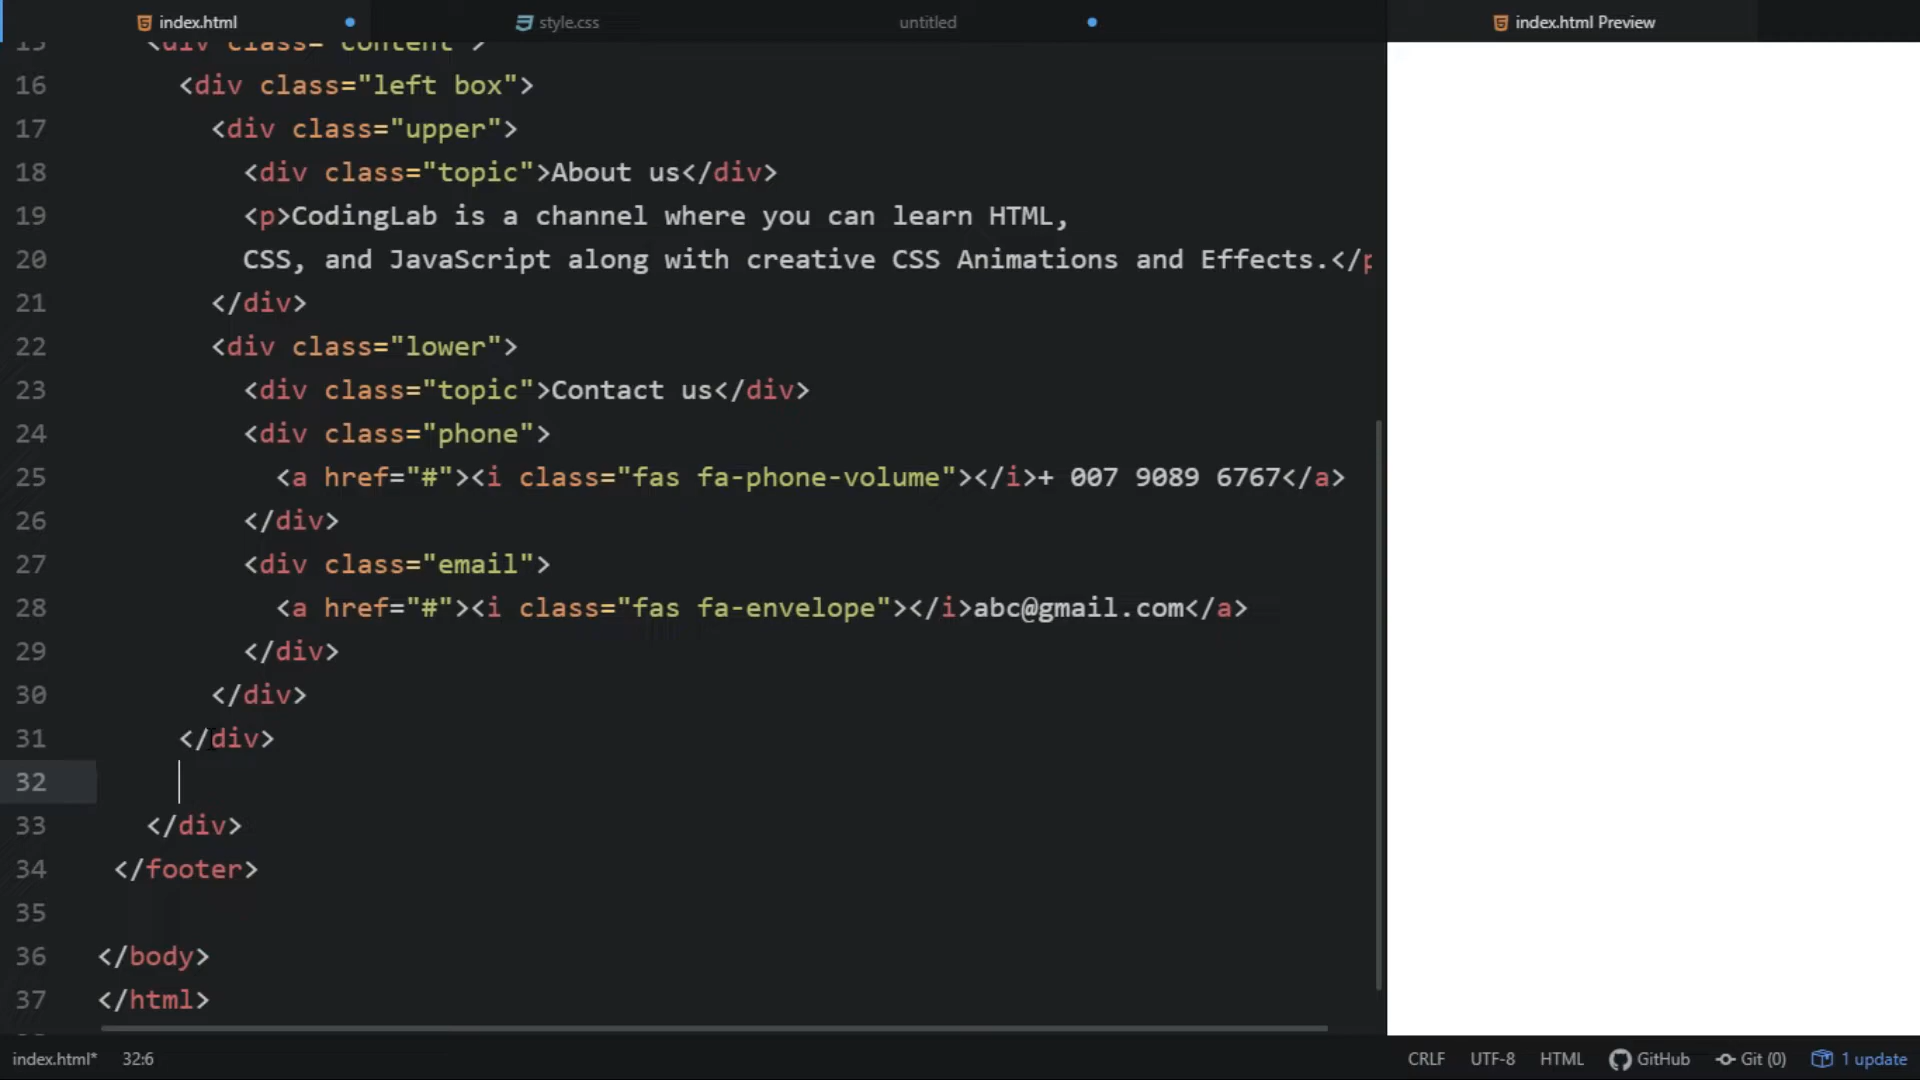 index.html
style.css
untitled
index.html Preview
15 <div class="content">
16 <div class="left box">
17 <div class="upper">
18 <div class="topic">About us</div>
19 <p>CodingLab is a channel where you can learn HTML,
20 CSS, and JavaScript along with creative CSS Animations and Effects.</p
21 </div>
22 <div class="lower">
23 <div class="topic">Contact us</div>
24 <div class="phone">
25 <a href="#"><i class="fas fa-phone-volume"></i>+ 007 9089 6767</a>
26 </div>
27 <div class="email">
28 <a href="#"><i class="fas fa-envelope"></i>abc@gmail.com</a>
29 </div>
30 </div>
31 </div>
32
33 </div>
34 </footer>
35
36 </body>
37 </html>
index.html* 32:6 CRLF UTF-8 HTML GitHub Git (0) 1 update